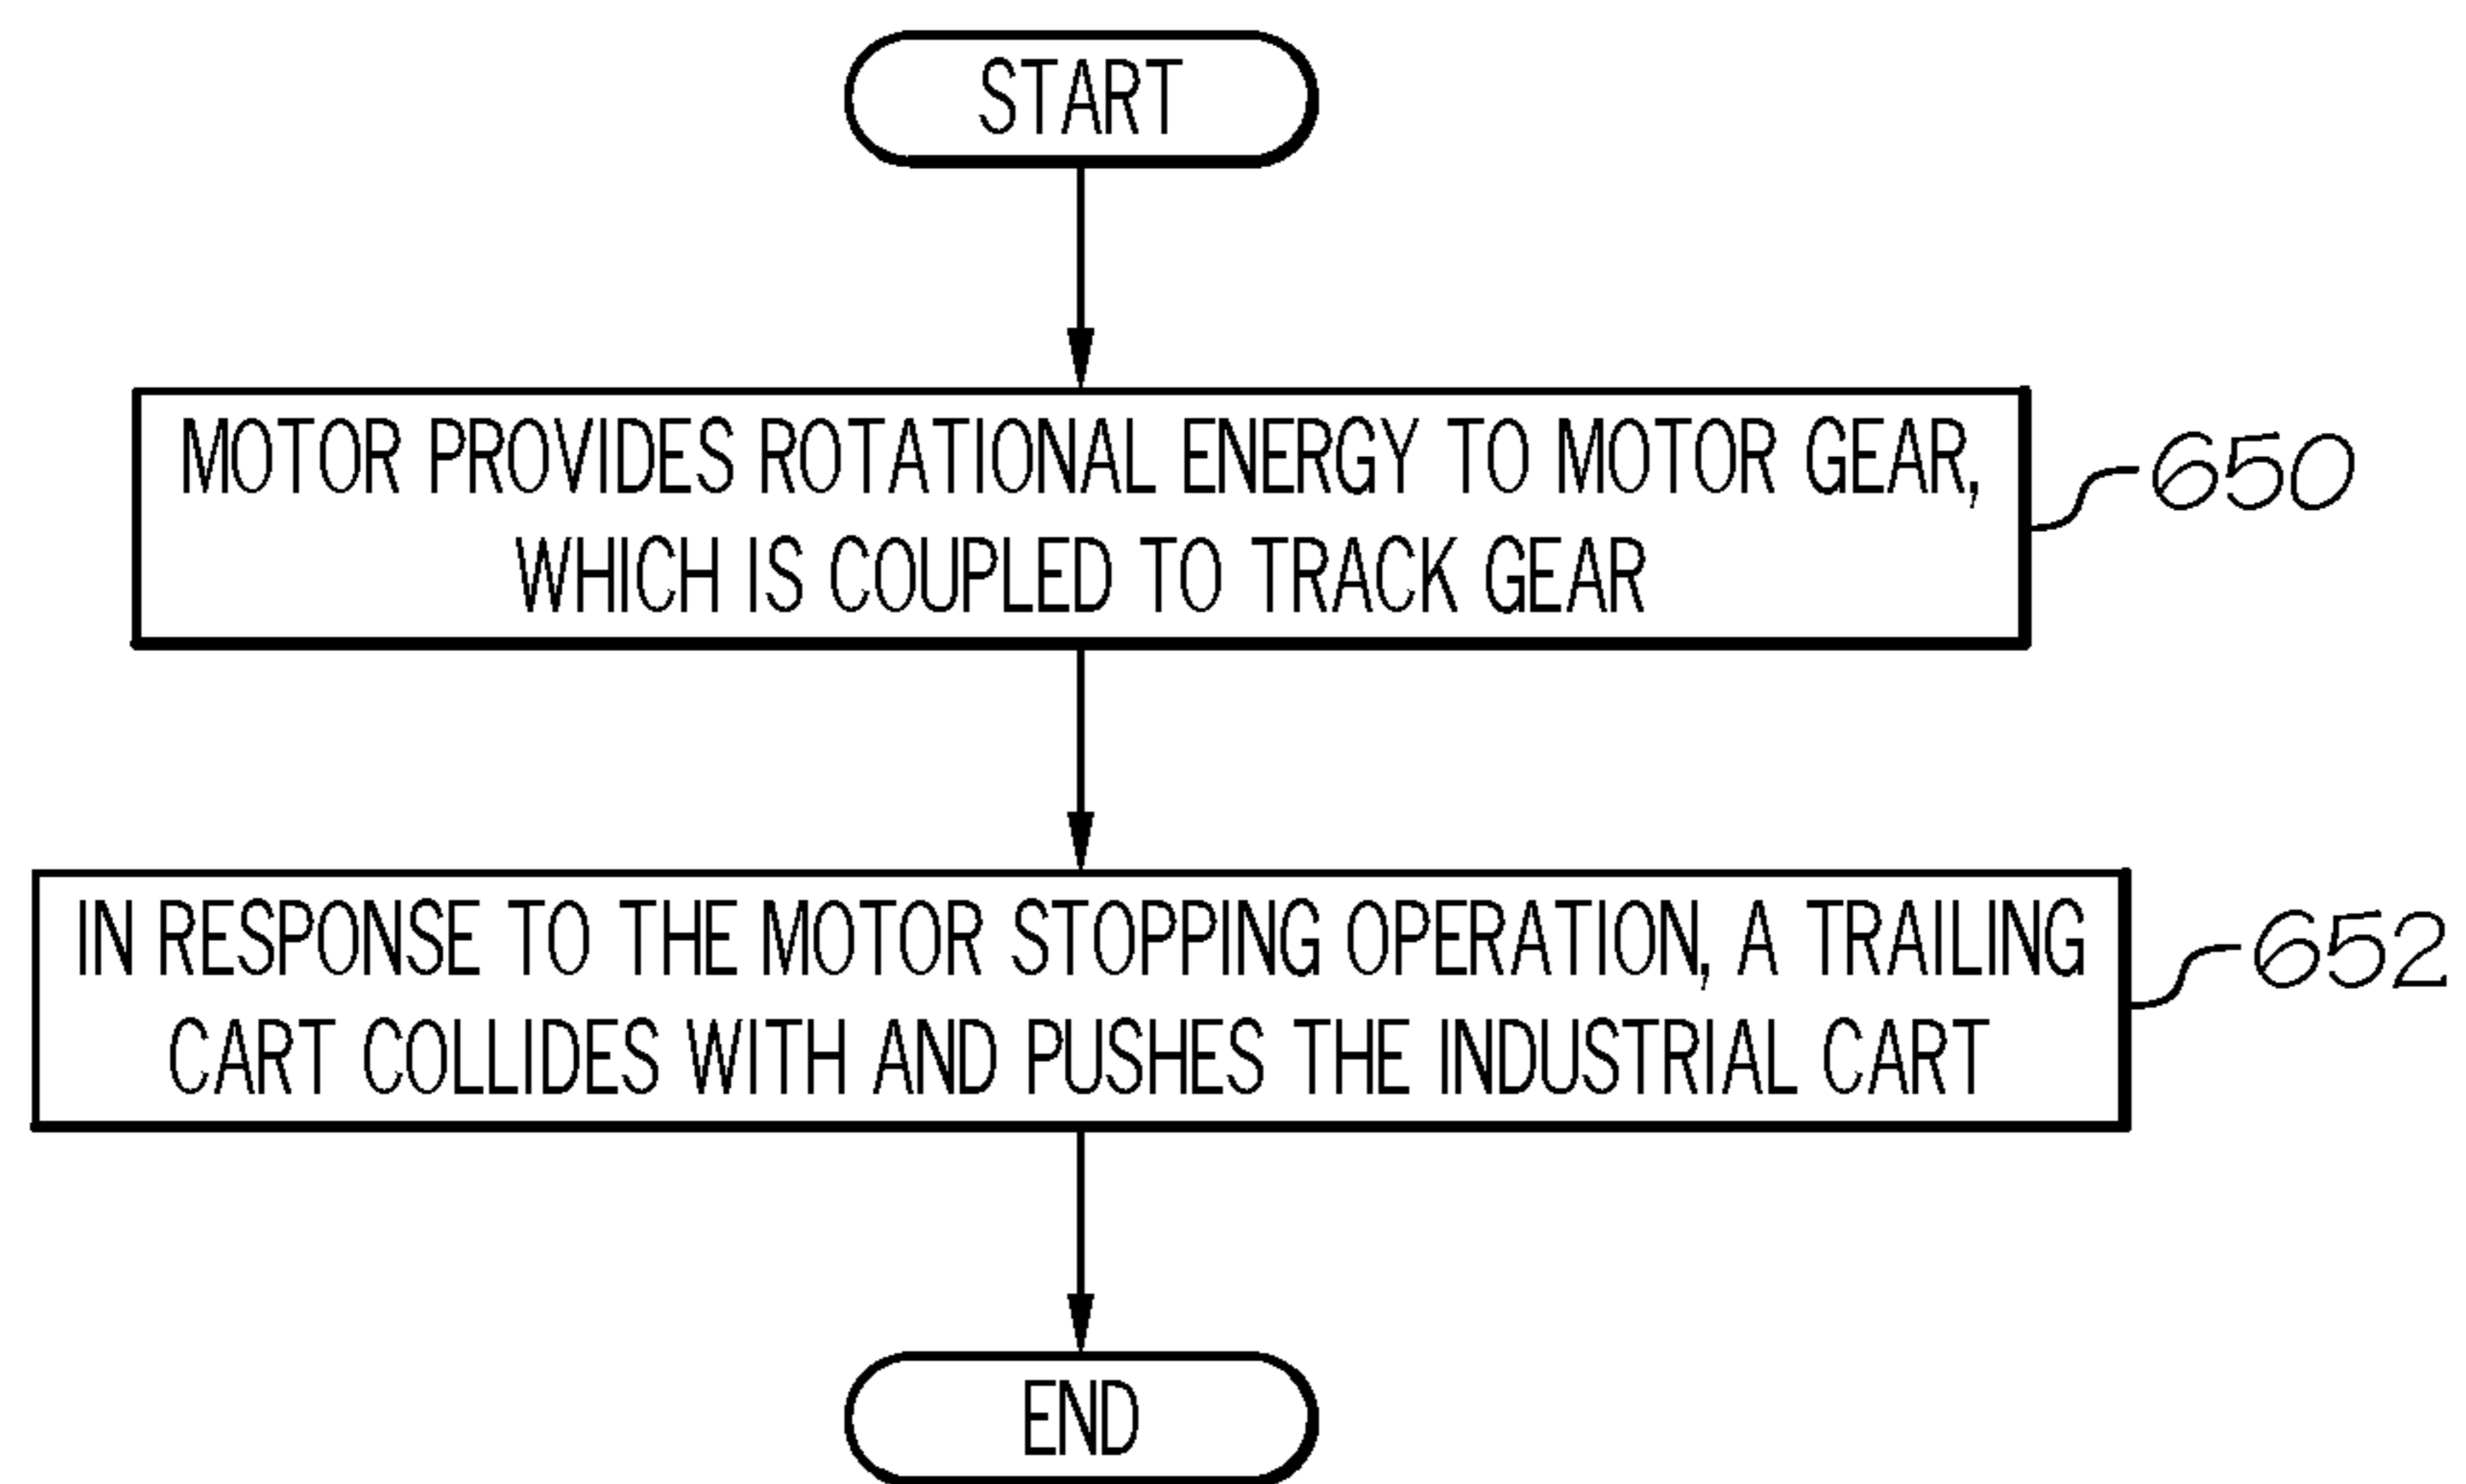 START
MOTOR PROVIDES ROTATIONAL ENERGY TO MOTOR GEAR,
WHICH IS COUPLED TO TRACK GEAR
650
IN RESPONSE TO THE MOTOR STOPPING OPERATION, A TRAILING
CART COLLIDES WITH AND PUSHES THE INDUSTRIAL CART
652
END